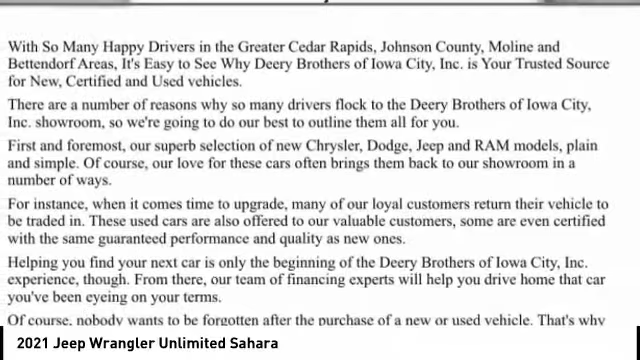 With So Many Happy Drivers in the Greater Cedar Rapids, Johnson County, Moline and
Bettendorf Areas, It's Easy to See Why Deery Brothers of Iowa City, Inc. is Your Trusted Source
for New, Certified and Used vehicles.
There are a number of reasons why so many drivers flock to the Deery Brothers of Iowa City,
Inc. showroom, so we're going to do our best to outline them all for you.
First and foremost, our superb selection of new Chrysler, Dodge, Jeep and RAM models, plain
and simple. Of course, our love for these cars often brings them back to our showroom in a
number of ways.
For instance, when it comes time to upgrade, many of our loyal customers return their vehicle to
be traded in. These used cars are also offered to our valuable customers, some are even certified
with the same guaranteed performance and quality as new ones.
Helping you find your next car is only the beginning of the Deery Brothers of Iowa City, Inc.
experience, though. From there, our team of financing experts will help you drive home that car
you've been eyeing on your terms.
Of course, nobody wants to be forgotten after the purchase of a new or used vehicle. That's why
2021 Jeep Wrangler Unlimited Sahara